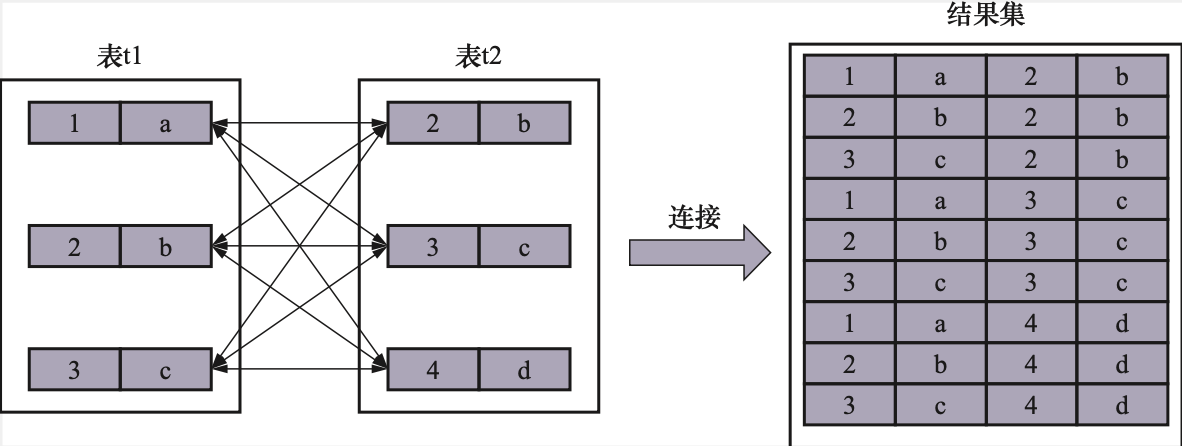 表t1
1 a
2 b
3 c
表t2
2 b
3 c
4 d
连接
结果集
1 a 2 b
2 b 2 b
3 c 2 b
1 a 3 c
2 b 3 c
3 c 3 c
1 a 4 d
2 b 4 d
3 c 4 d